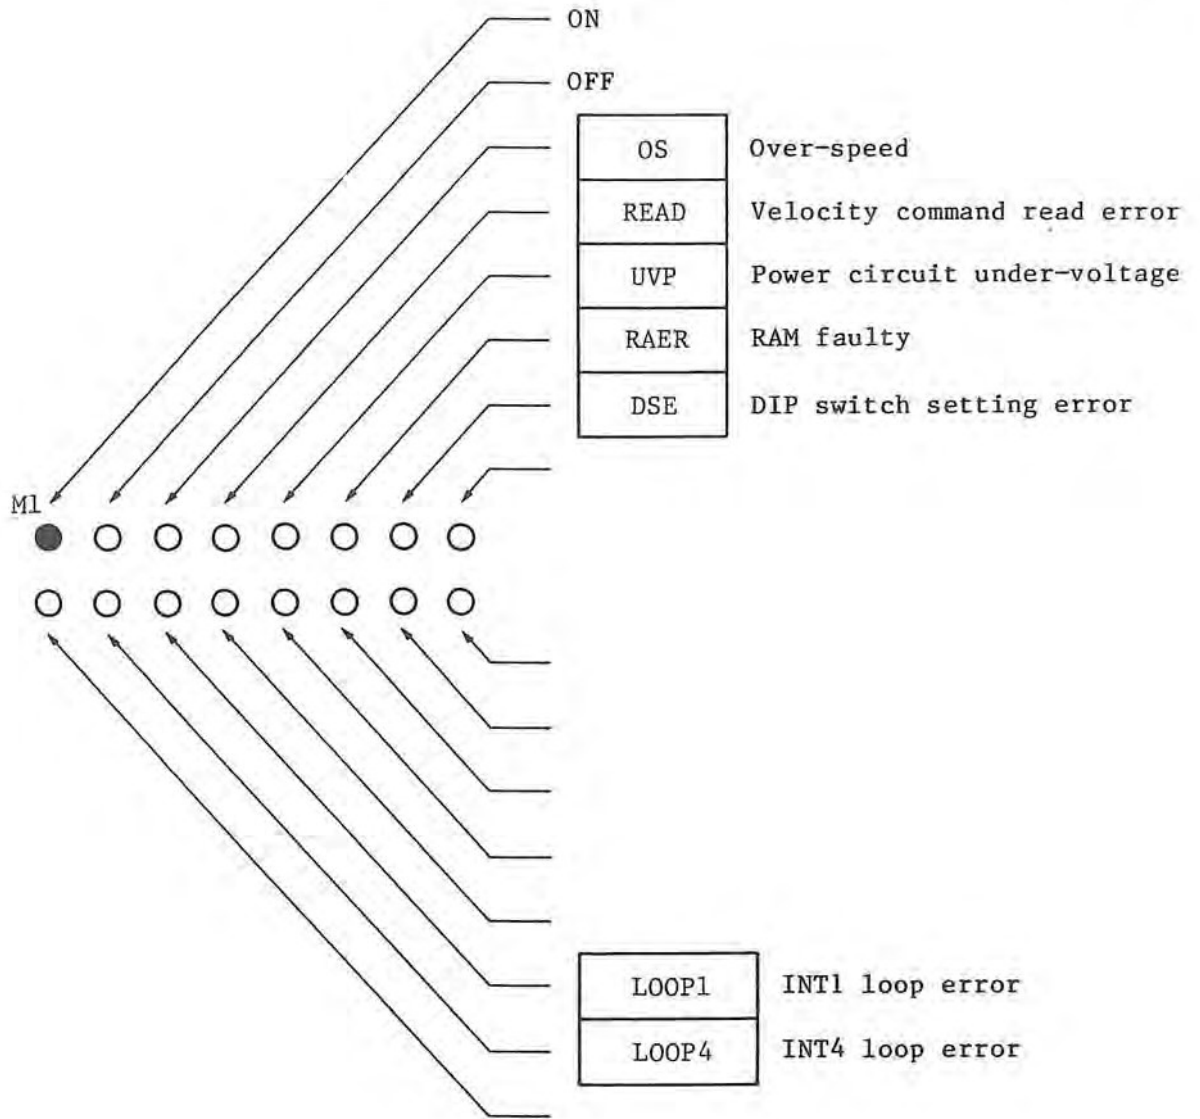 ON
OFF
OS Over-speed
READ Velocity command read error
UVP Power circuit under-voltage
RAER RAM faulty
DSE DIP switch setting error
M1
LOOP1 INT1 loop error
LOOP4 INT4 loop error